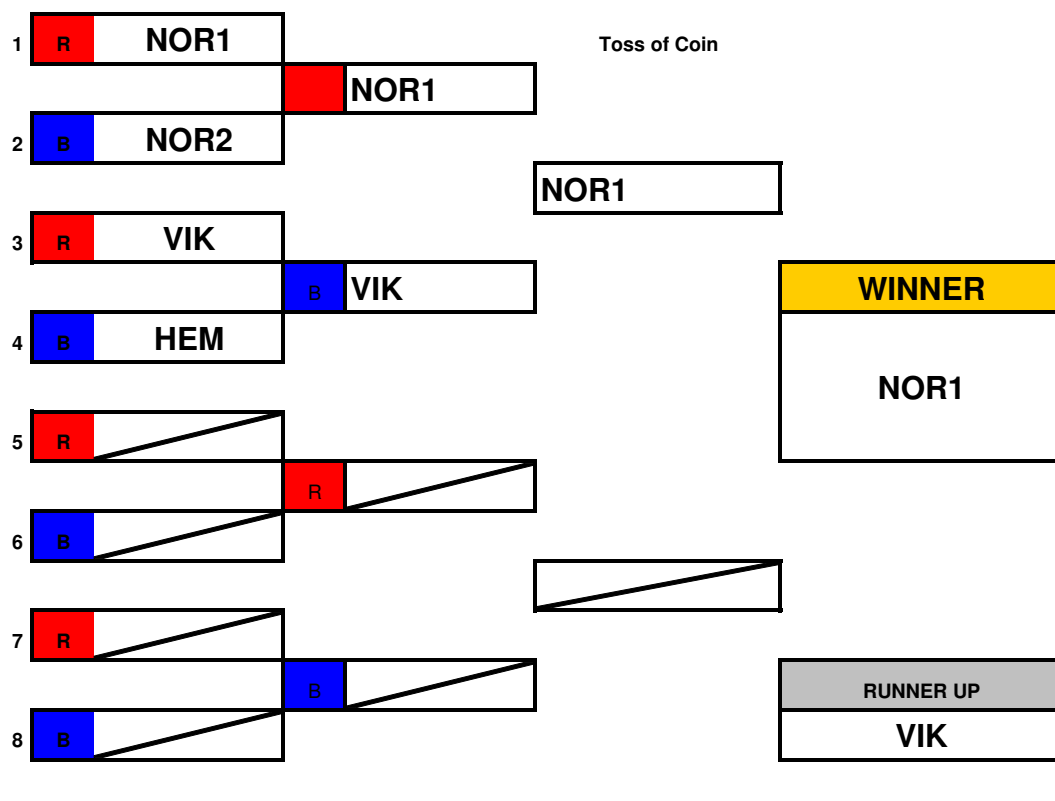 1 R NOR1 Toss of Coin
NOR1
2 B NOR2
NOR1
3 R VIK
B VIK WINNER
4 B HEM
NOR1
5 R
R
6 B
7 R
B RUNNER UP
8 B VIK